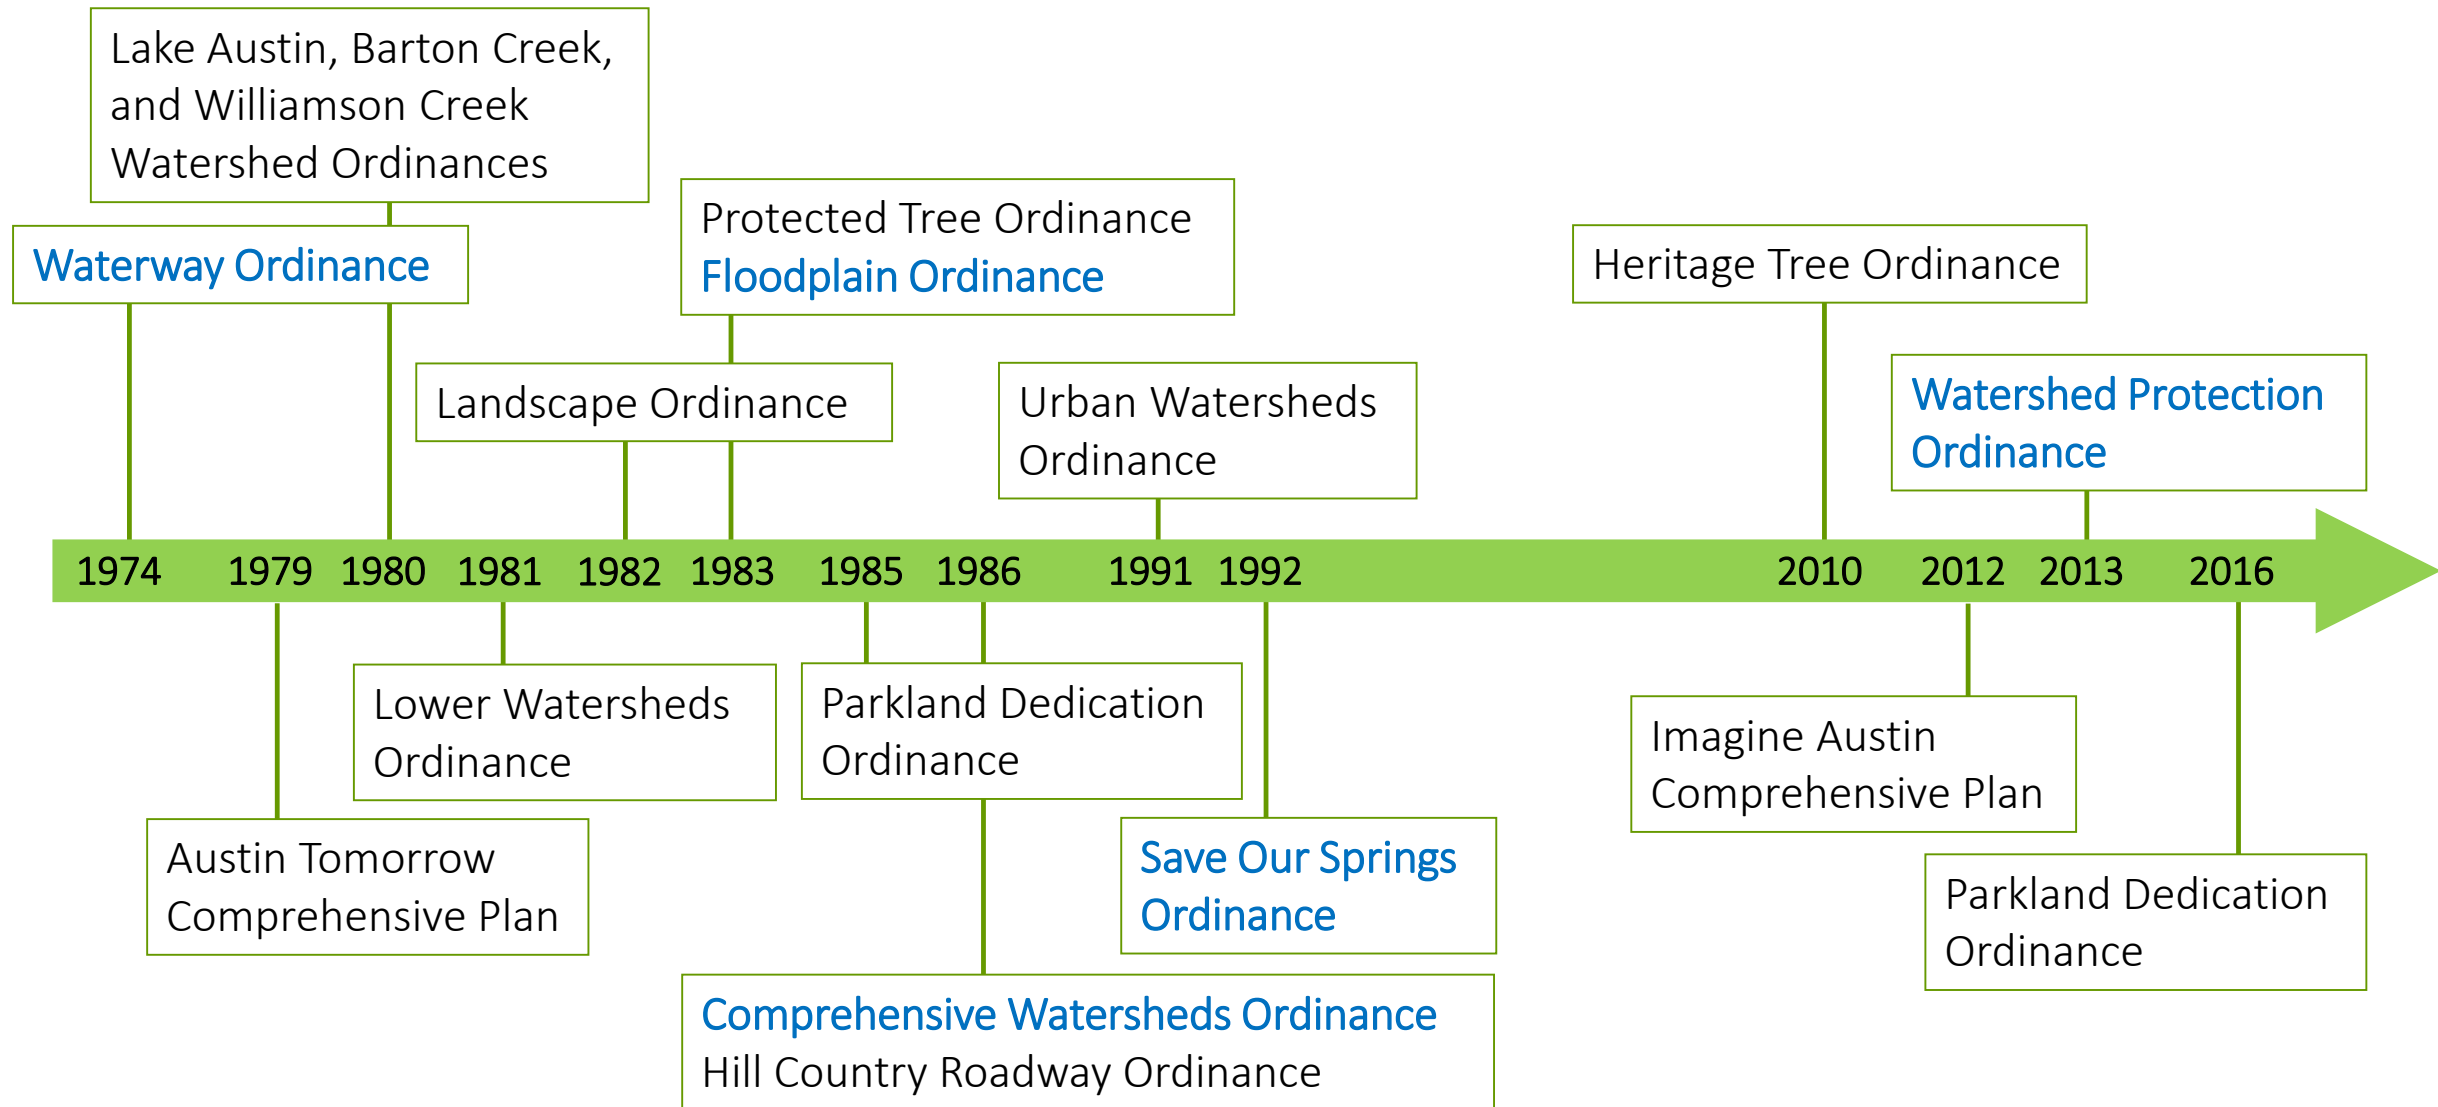 Lake Austin, Barton Creek,
and Williamson Creek
Watershed Ordinances
Waterway Ordinance
Protected Tree Ordinance
Floodplain Ordinance
Landscape Ordinance
Urban Watersheds
Ordinance
Heritage Tree Ordinance
Watershed Protection
Ordinance
1974 1979 1980 1981 1982 1983 1985 1986 1991 1992 2010 2012 2013 2016
Lower Watersheds
Ordinance
Austin Tomorrow
Comprehensive Plan
Parkland Dedication
Ordinance
Save Our Springs
Ordinance
Comprehensive Watersheds Ordinance
Hill Country Roadway Ordinance
Imagine Austin
Comprehensive Plan
Parkland Dedication
Ordinance